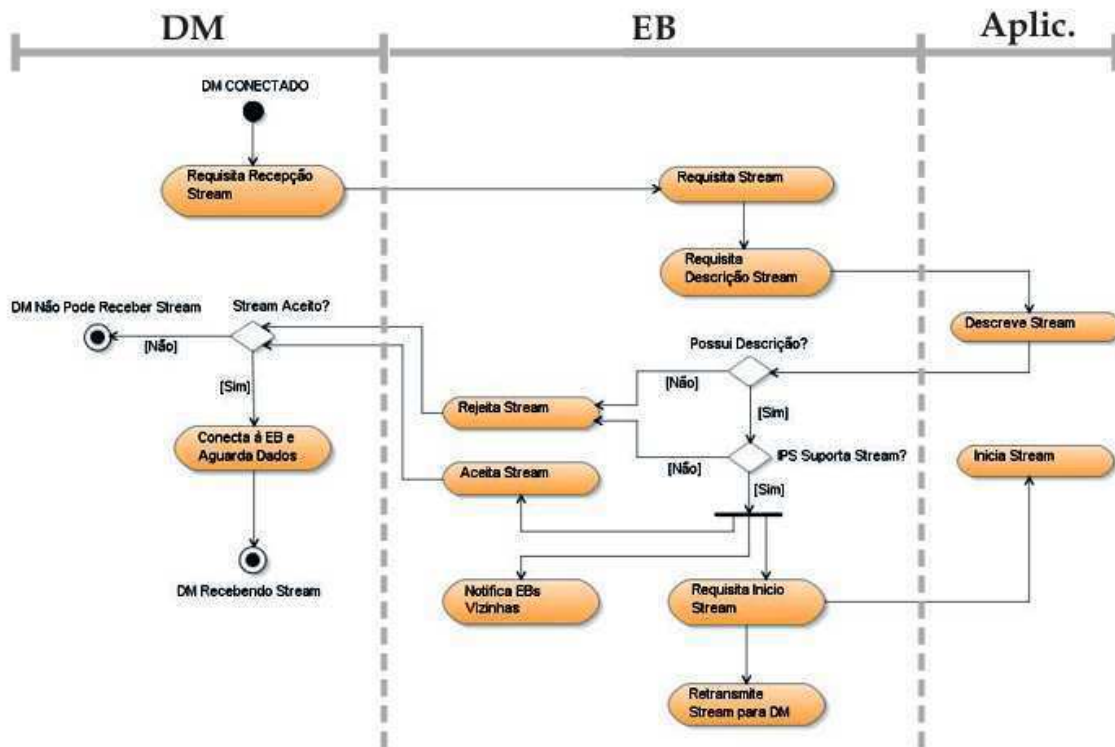 DM
EB
Aplic.
DM CONECTADO
Requisita Recepção
Stream
Requisita Stream
Requisita
Descrição Stream
DM Não Pode Receber Stream
Stream Aceito?
[Não]
[Sim]
Descreve Stream
Possui Descrição?
[Não]
[Sim]
Rejeita Stream
Conecta á EB e
Aguarda Dados
IPS Suporta Stream?
[Não]
[Sim]
Aceita Stream
Inicia Stream
DM Recebendo Stream
Notifica EBs
Vizinhas
Requisita Inicio
Stream
Retransmite
Stream para DM